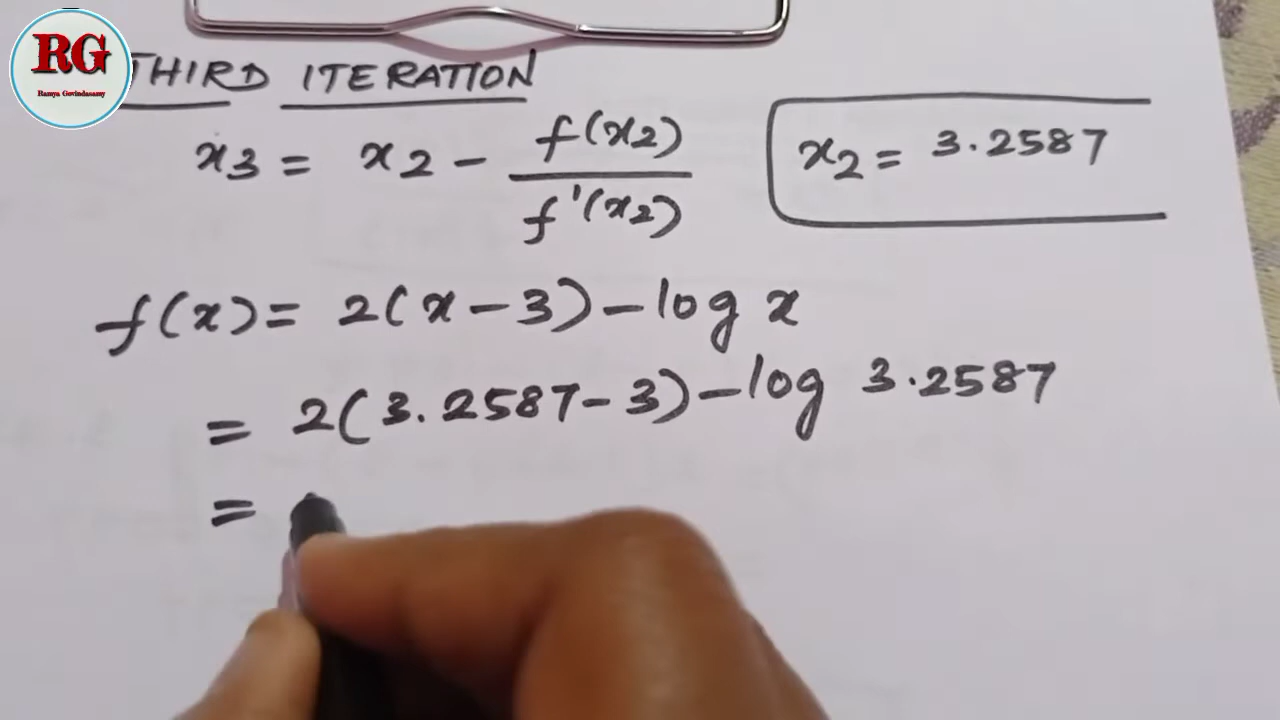 RG
Ramya Govindasamy
THIRD ITERATION
x3 = x2 - f(x2) / f'(x2)
x2 = 3.2587
f(x) = 2(x-3) - log x
= 2(3.2587-3) - log 3.2587
=